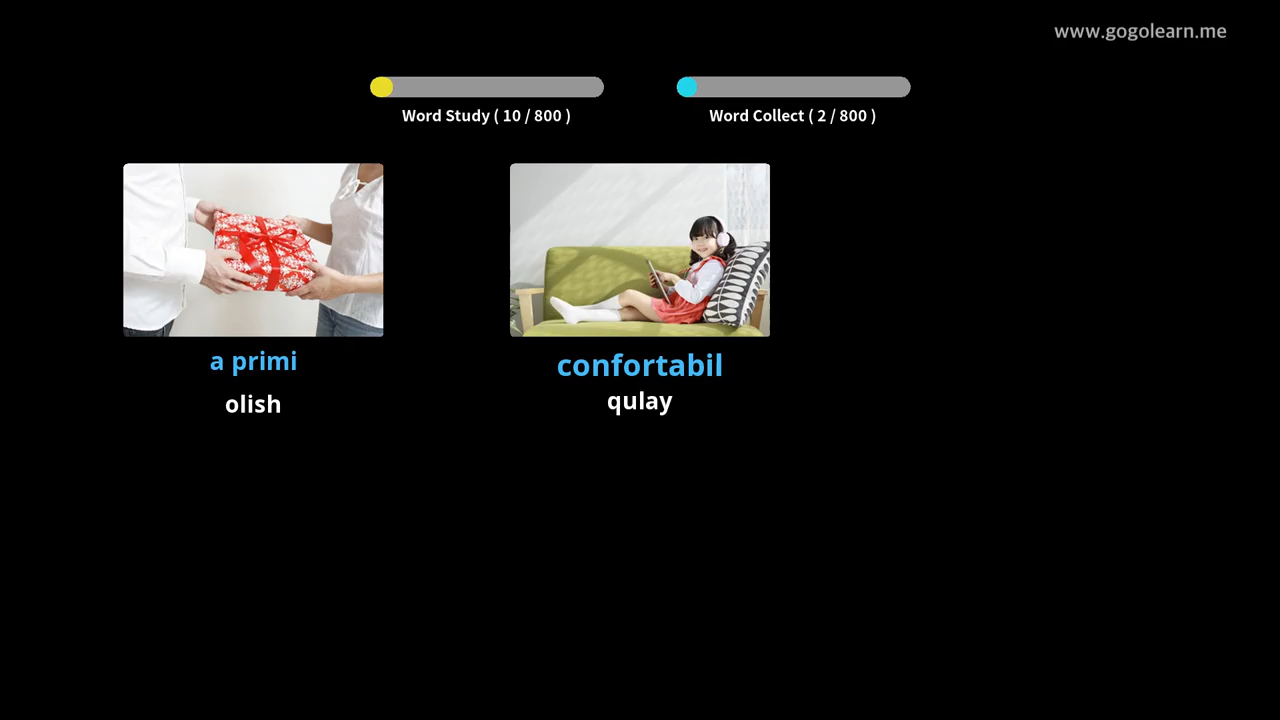 www.gogolearn.me
Word Study ( 10 / 800 )
Word Collect ( 2 / 800 )
a primi
olish
confortabil
qulay